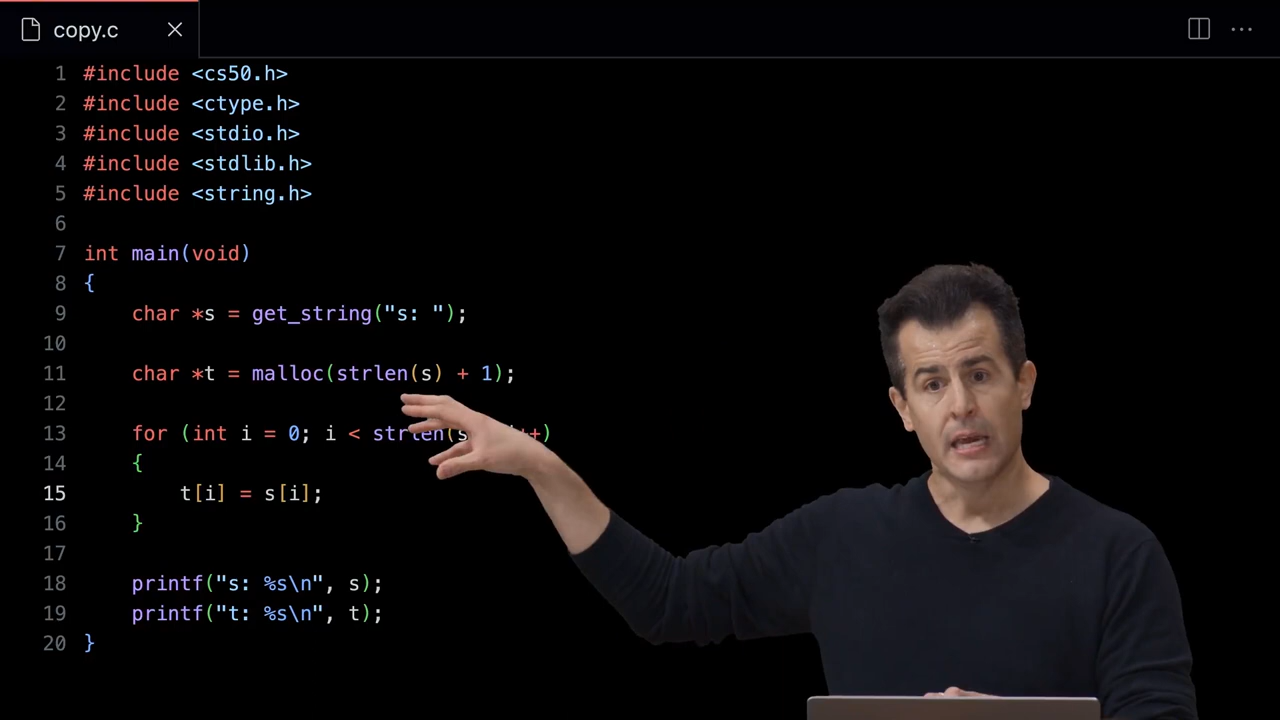 copy.c
1 #include <cs50.h>
2 #include <ctype.h>
3 #include <stdio.h>
4 #include <stdlib.h>
5 #include <string.h>
6
7 int main(void)
8 {
9 char *s = get_string("s: ");
10
11 char *t = malloc(strlen(s) + 1);
12
13 for (int i = 0; i < strlen(s ++)
14 {
15 t[i] = s[i];
16 }
17
18 printf("s: %s\n", s);
19 printf("t: %s\n", t);
20 }